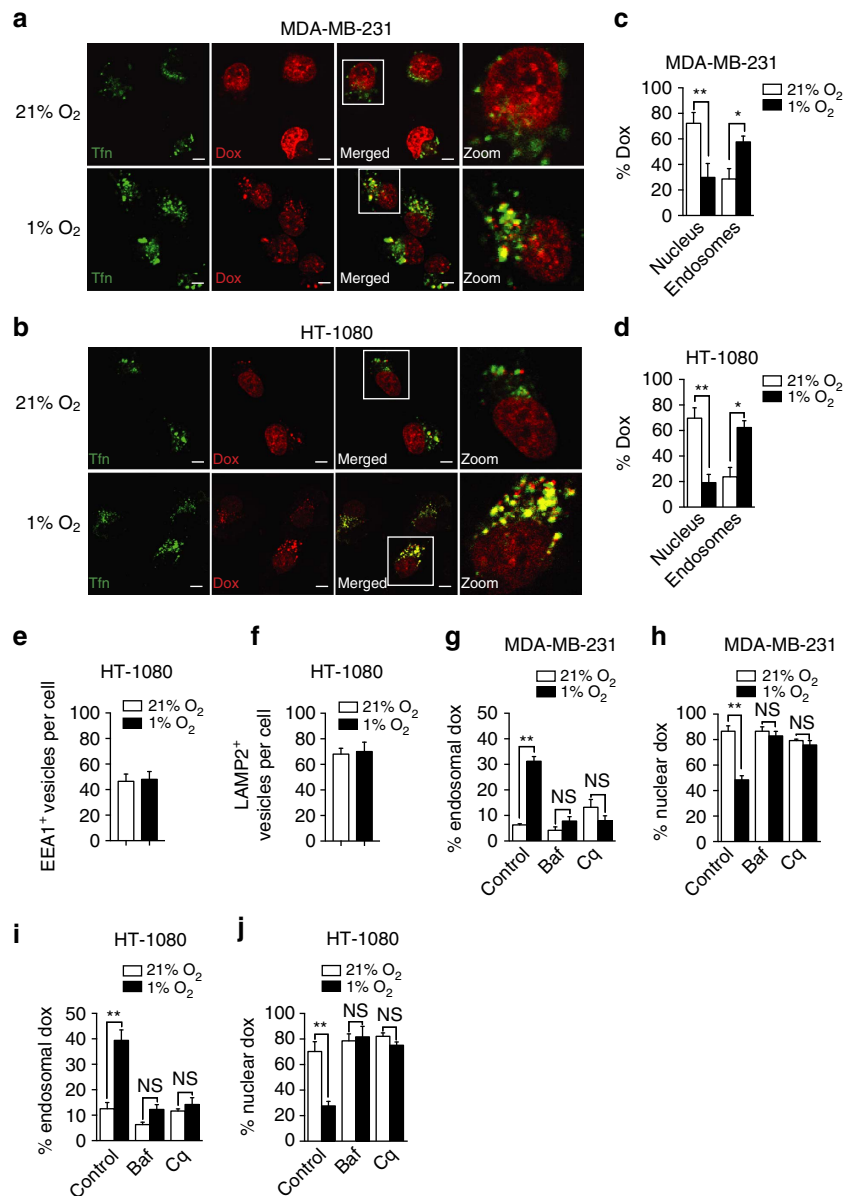 a
MDA-MB-231
21% O2
Tfn
Dox
Merged
Zoom
1% O2
Tfn
Dox
Merged
Zoom
b
HT-1080
21% O2
Tfn
Dox
Merged
Zoom
1% O2
Tfn
Dox
Merged
Zoom
c
MDA-MB-231
21% O2
1% O2
** *
% Dox
100
80
60
40
20
0
Nucleus
Endosomes
d
HT-1080
21% O2
1% O2
** *
% Dox
100
80
60
40
20
0
Nucleus
Endosomes
e
HT-1080
21% O2
1% O2
EEA1+ vesicles per cell
100
80
60
40
20
0
f
HT-1080
21% O2
1% O2
LAMP2+
vesicles per cell
100
80
60
40
20
0
g
MDA-MB-231
21% O2
1% O2
** NS NS
% endosomal dox
50
40
30
20
10
0
Control
Baf
Cq
h
MDA-MB-231
21% O2
1% O2
** NS NS
% nuclear dox
100
80
60
40
20
0
Control
Baf
Cq
i
HT-1080
21% O2
1% O2
** NS NS
% endosomal dox
50
40
30
20
10
0
Control
Baf
Cq
j
HT-1080
21% O2
1% O2
** NS NS
% nuclear dox
100
80
60
40
20
0
Control
Baf
Cq